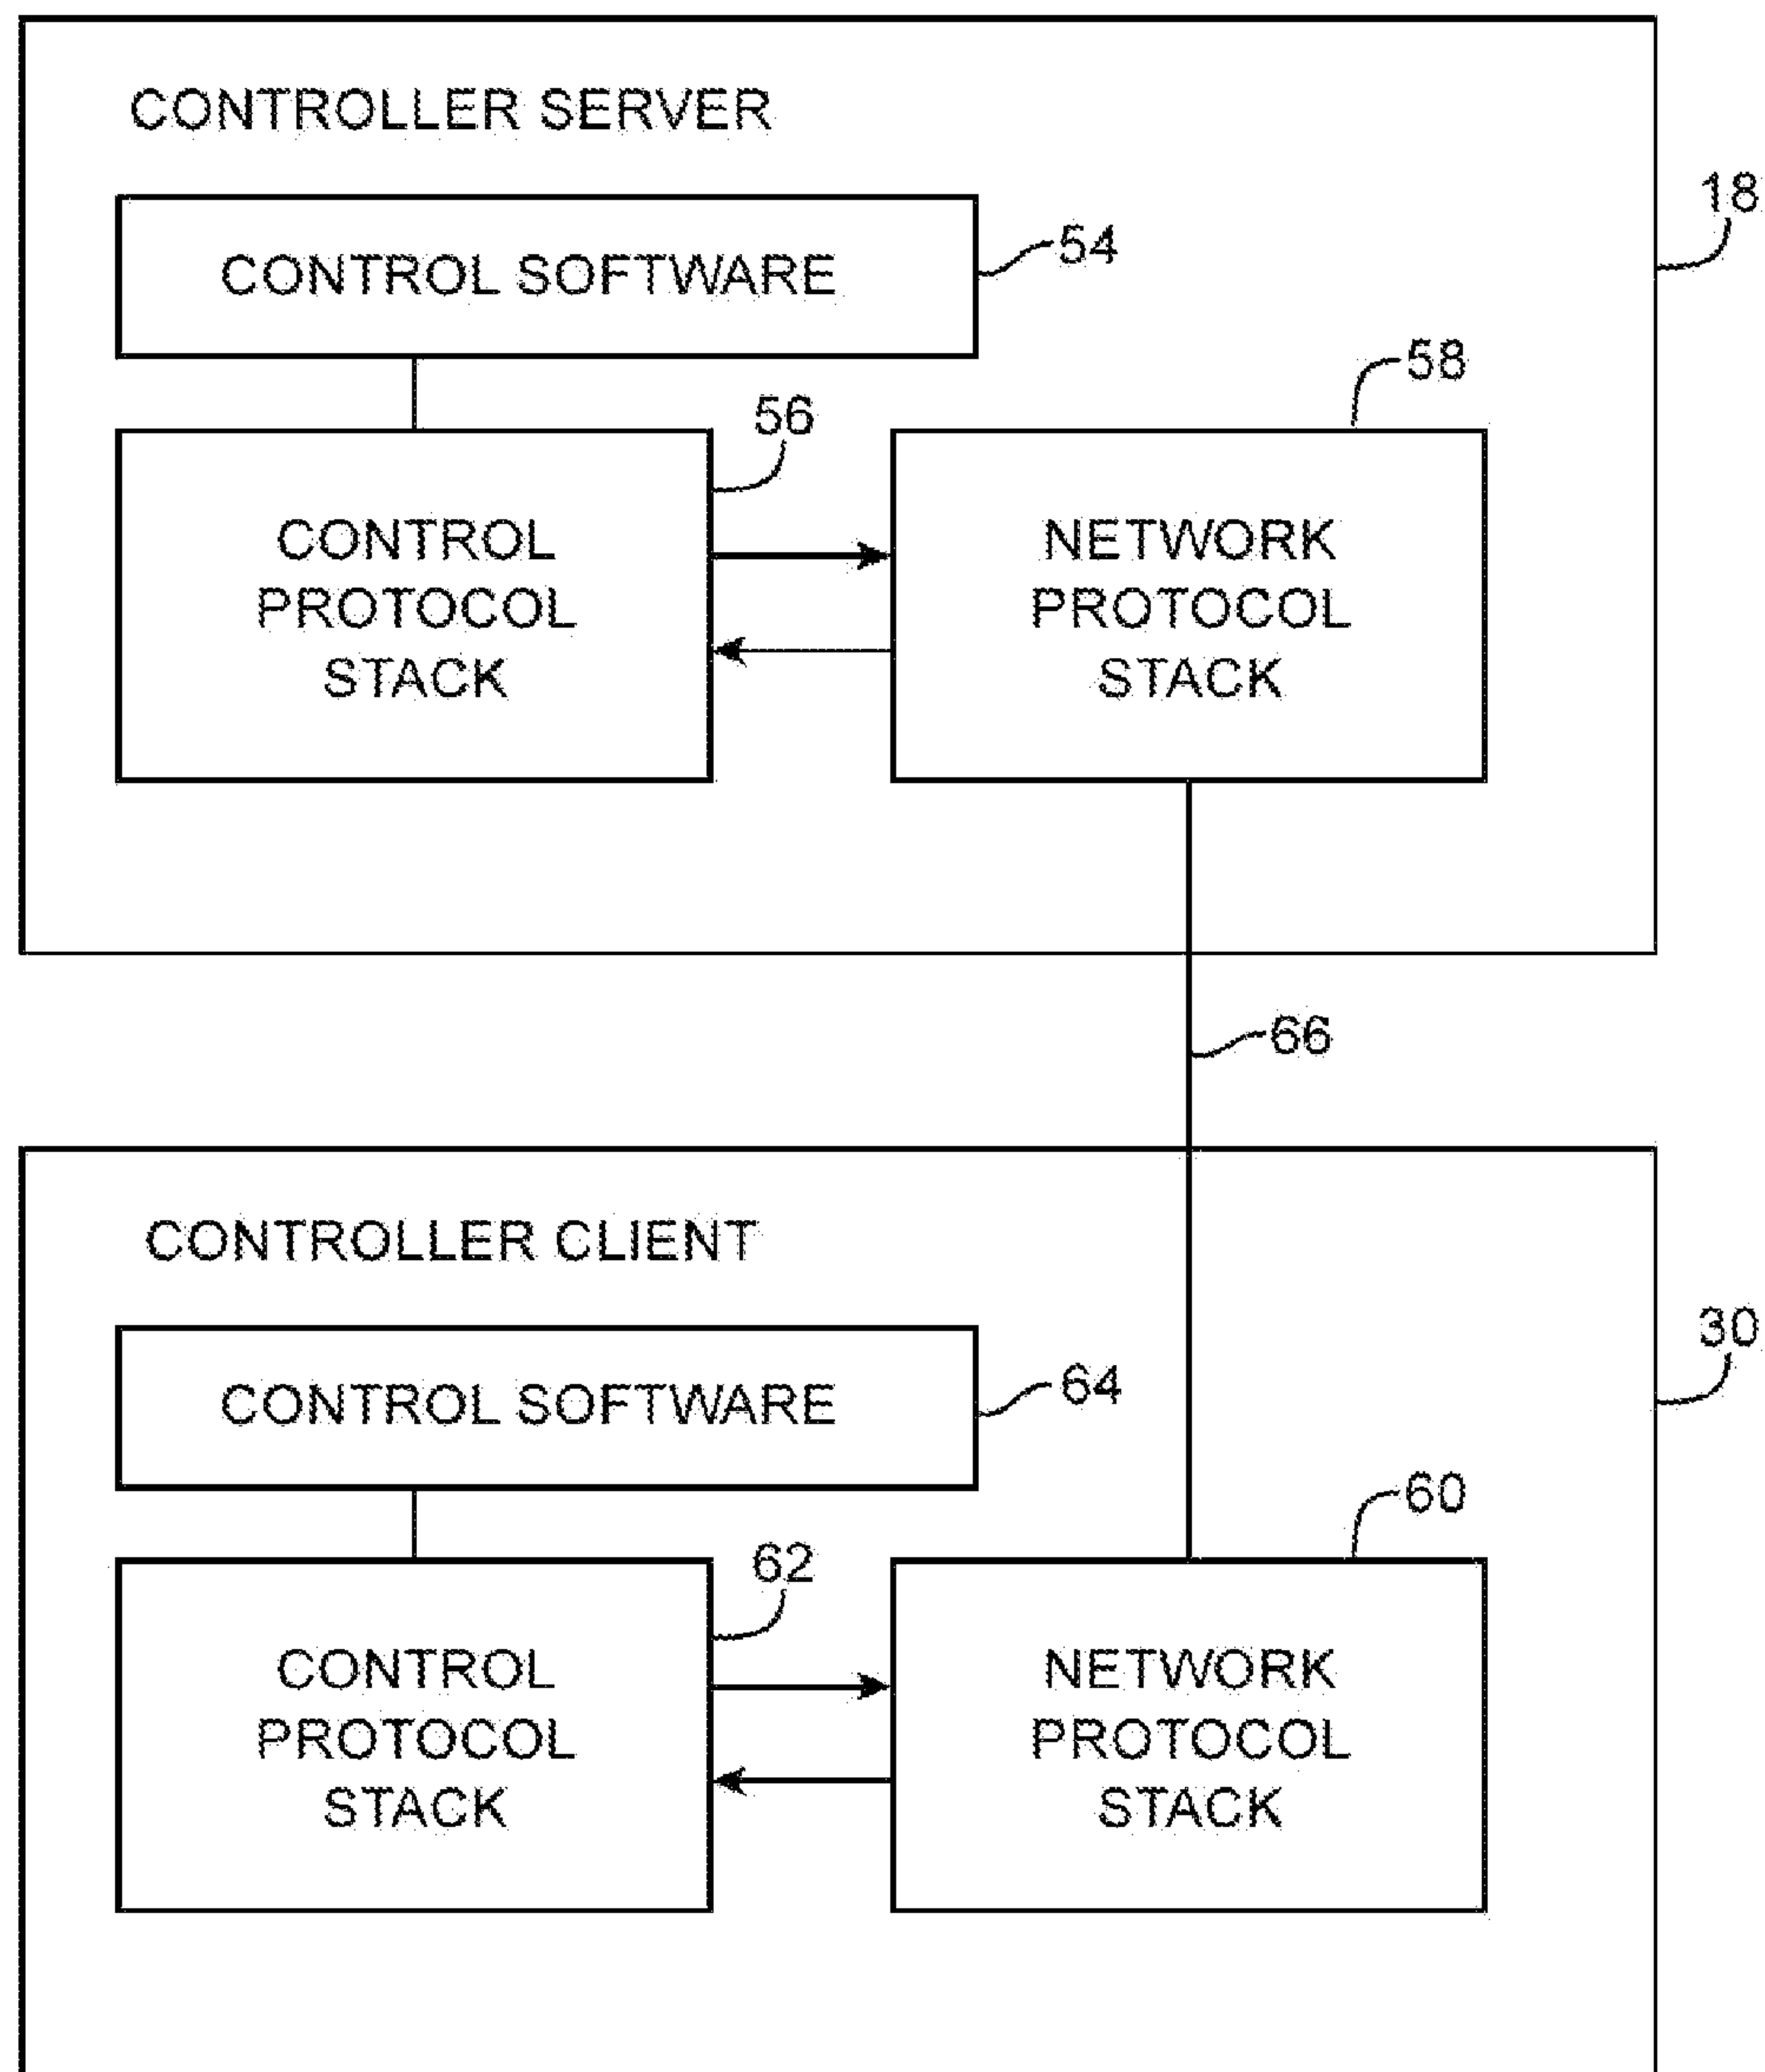 CONTROLLER SERVER
18
CONTROL SOFTWARE
54
58
56
CONTROL
PROTOCOL
STACK
NETWORK
PROTOCOL
STACK
66
CONTROLLER CLIENT
30
CONTROL SOFTWARE
64
60
62
CONTROL
PROTOCOL
STACK
NETWORK
PROTOCOL
STACK